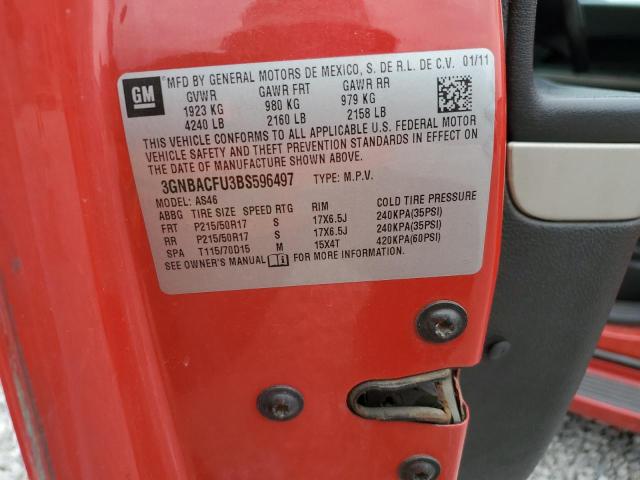 GM
MFD BY GENERAL MOTORS DE MEXICO, S. DE R.L. DE C.V. 01/11
GVWR GAWR FRT GAWR RR
1923 KG 980 KG 979 KG
4240 LB 2160 LB 2158 LB
THIS VEHICLE CONFORMS TO ALL APPLICABLE U.S. FEDERAL MOTOR
VEHICLE SAFETY AND THEFT PREVENTION STANDARDS IN EFFECT ON
THE DATE OF MANUFACTURE SHOWN ABOVE.
3GNBACFU3BS596497 TYPE: M.P.V.
MODEL: AS46
ABBG TIRE SIZE SPEED RTG RIM COLD TIRE PRESSURE
FRT P215/50R17 S 17X6.5J 240KPA(35PSI)
RR P215/50R17 S 17X6.5J 240KPA(35PSI)
SPA T115/70D15 M 15X4T 420KPA(60PSI)
SEE OWNER'S MANUAL FOR MORE INFORMATION.